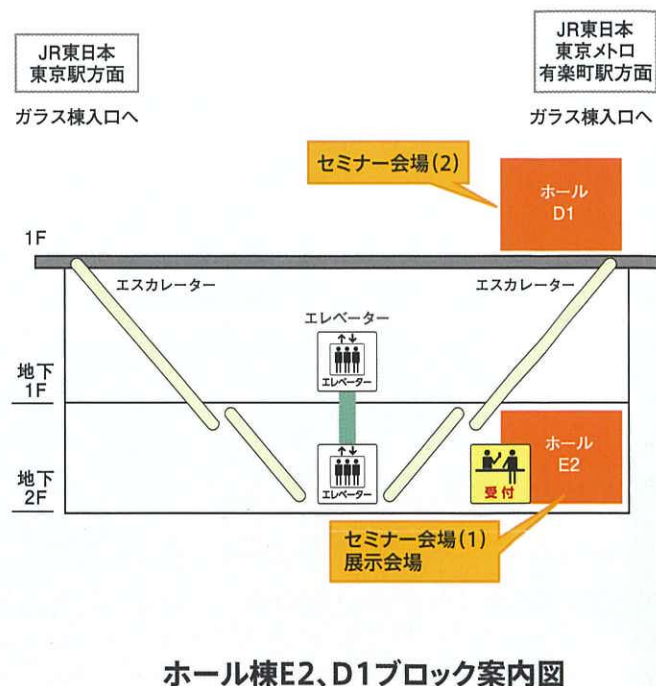 JR東日本
東京駅方面
ガラス棟入口へ
JR東日本
東京メトロ
有楽町駅方面
ガラス棟入口へ
セミナー会場(2)
ホール
D1
1F
エスカレーター
エスカレーター
エレベーター
エレベーター
地下
1F
ホール
E2
エレベーター
受付
地下
2F
セミナー会場(1)
展示会場
ホール棟E2、D1ブロック案内図